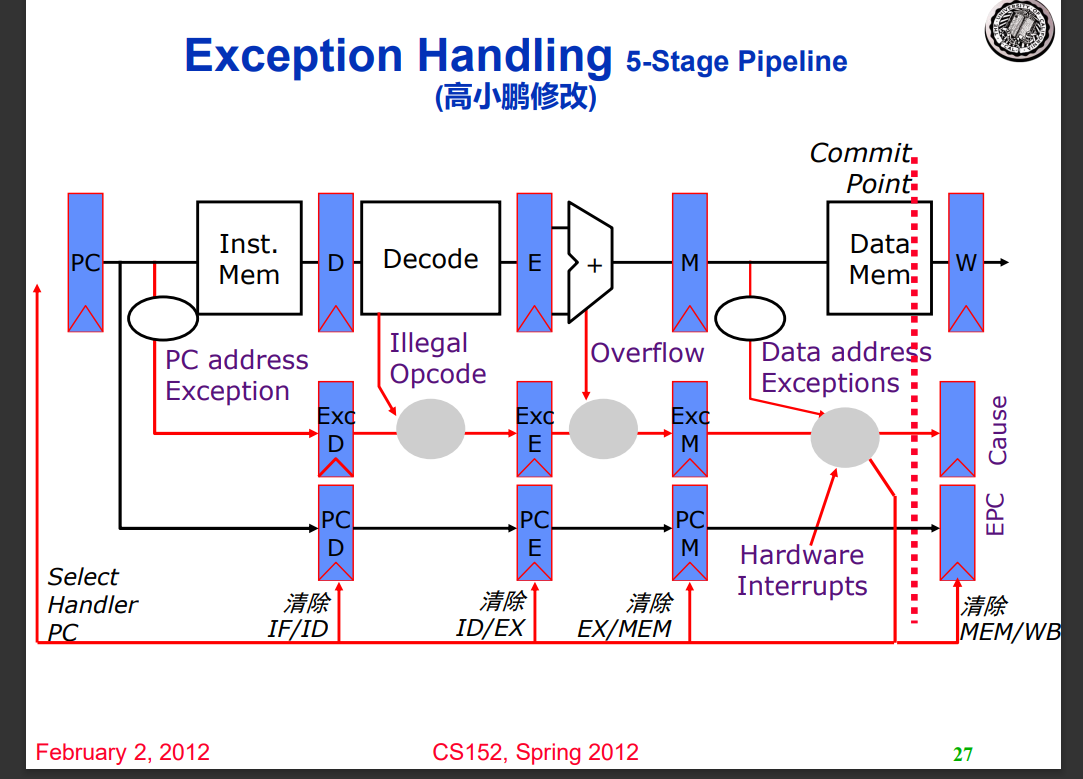 Exception Handling 5-Stage Pipeline
(高小鹏修改)
Commit
Point
PC
Inst.
Mem
D
Decode
E
+
M
Data
Mem
W
PC address
Exception
Illegal
Opcode
Overflow
Data address
Exceptions
Exc
D
Exc
E
Exc
M
Cause
PC
D
PC
E
PC
M
EPC
Hardware
Interrupts
Select
Handler
PC
清除
IF/ID
清除
ID/EX
清除
EX/MEM
清除
MEM/WB
February 2, 2012
CS152, Spring 2012
27